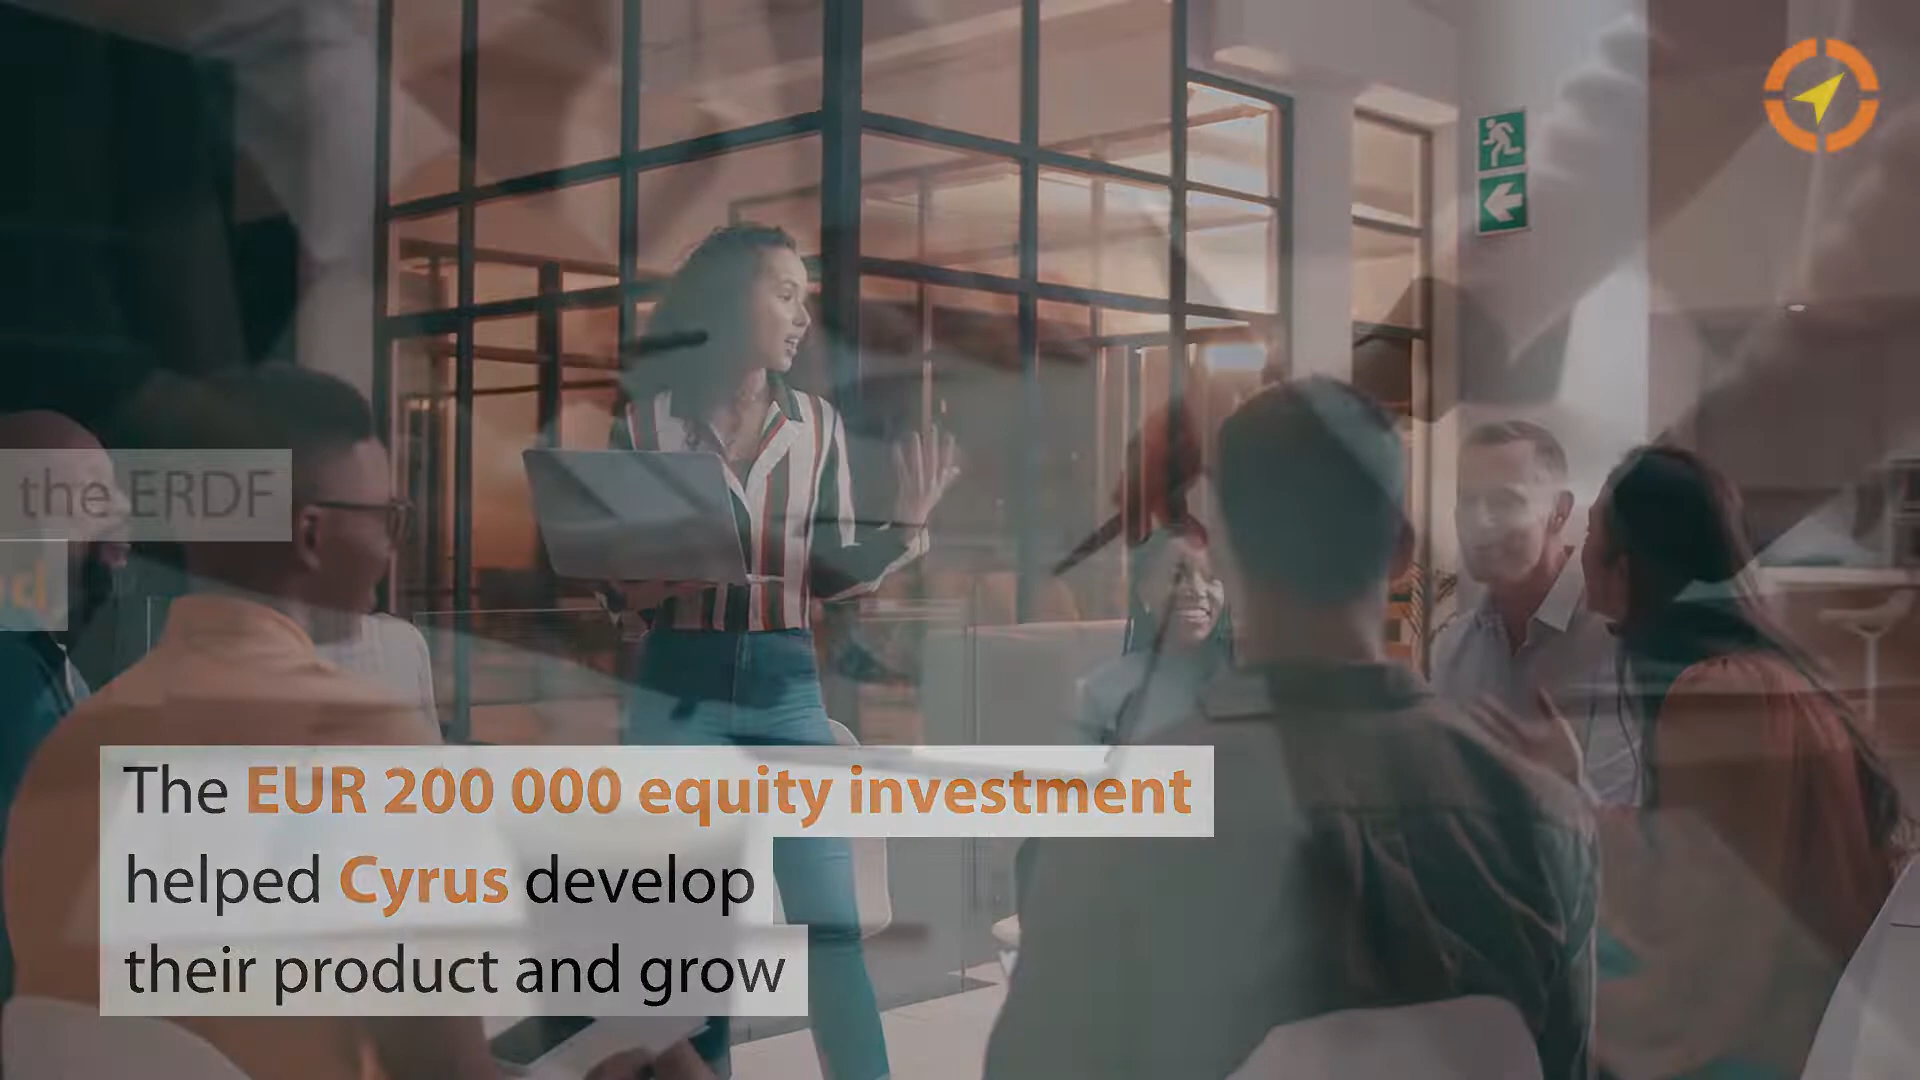 the ERDF
The EUR 200 000 equity investment
helped Cyrus develop
their product and grow